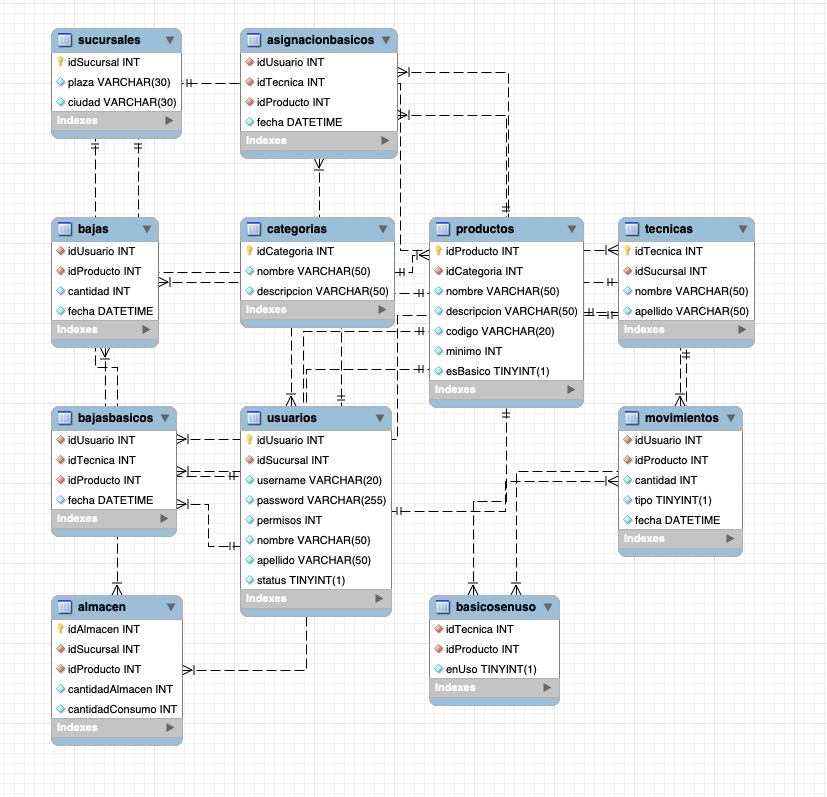 sucursales
idSucursal INT
plaza VARCHAR(30)
ciudad VARCHAR(30)
Indexes
asignacionbasicos
idUsuario INT
idTecnica INT
idProducto INT
fecha DATETIME
Indexes
bajas
idUsuario INT
idProducto INT
cantidad INT
fecha DATETIME
Indexes
categorias
idCategoria INT
nombre VARCHAR(50)
descripcion VARCHAR(50)
Indexes
productos
idProducto INT
idCategoria INT
nombre VARCHAR(50)
descripcion VARCHAR(50)
codigo VARCHAR(20)
minimo INT
esBasico TINYINT(1)
Indexes
tecnicas
idTecnica INT
idSucursal INT
nombre VARCHAR(50)
apellido VARCHAR(50)
Indexes
bajasbasicos
idUsuario INT
idTecnica INT
idProducto INT
fecha DATETIME
Indexes
usuarios
idUsuario INT
idSucursal INT
username VARCHAR(20)
password VARCHAR(255)
permisos INT
nombre VARCHAR(50)
apellido VARCHAR(50)
status TINYINT(1)
Indexes
movimientos
idUsuario INT
idProducto INT
cantidad INT
tipo TINYINT(1)
fecha DATETIME
Indexes
almacen
idAlmacen INT
idSucursal INT
idProducto INT
cantidadAlmacen INT
cantidadConsumo INT
Indexes
basicosenuso
idTecnica INT
idProducto INT
enUso TINYINT(1)
Indexes